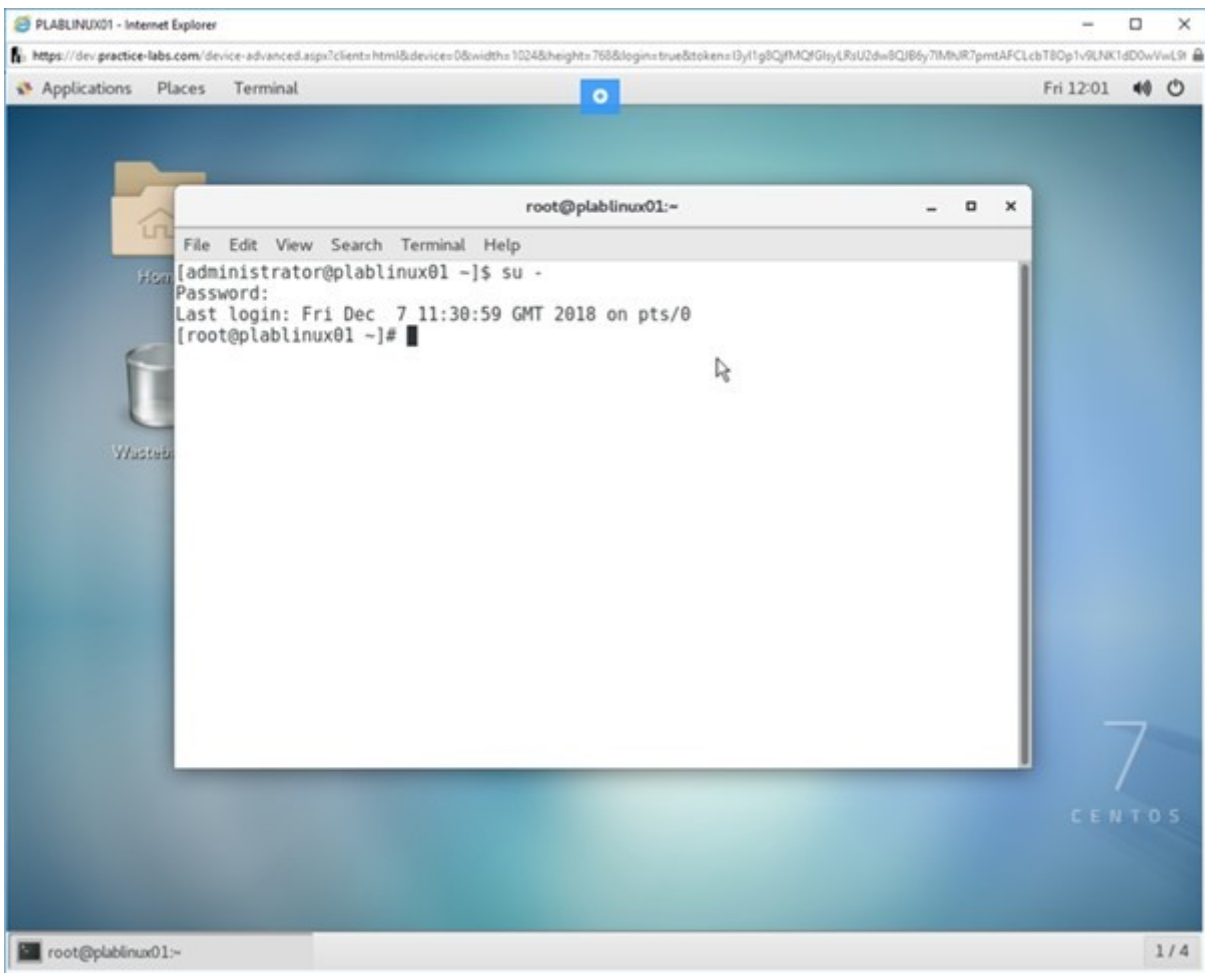 PLABLINUX01 - Internet Explorer
Applications Places Terminal
Fri 12:01
root@plablinux01:~
File Edit View Search Terminal Help
[administrator@plablinux01 ~]$ su -
Password:
Last login: Fri Dec  7 11:30:59 GMT 2018 on pts/0
[root@plablinux01 ~]#
7
CENTOS
root@plablinux01:~
1 / 4